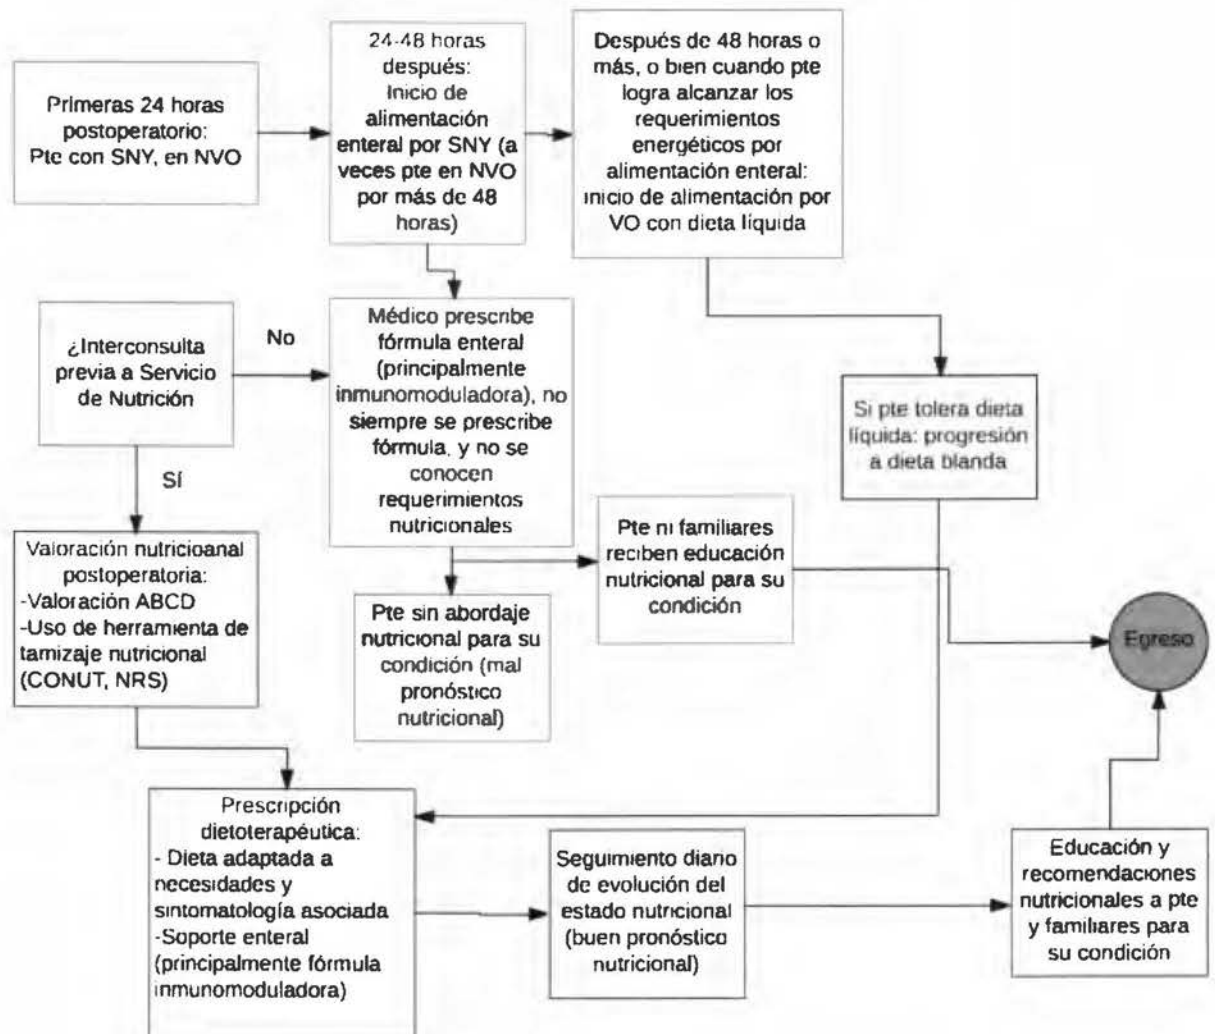 Primeras 24 horas
postoperatorio:
Pte con SNY, en NVO
24-48 horas
después:
Inicio de
alimentación
enteral por SNY (a
veces pte en NVO
por más de 48
horas)
Después de 48 horas o
más, o bien cuando pte
logra alcanzar los
requerimientos
energéticos por
alimentación enteral:
inicio de alimentación por
VO con dieta líquida
¿Interconsulta
previa a Servicio
de Nutrición
No
Sí
Médico prescribe
fórmula enteral
(principalmente
inmunomoduladora), no
siempre se prescribe
fórmula, y no se
conocen
requerimientos
nutricionales
Si pte tolera dieta
líquida: progresión
a dieta blanda
Valoración nutricioanal
postoperatoria:
-Valoración ABCD
-Uso de herramienta de
tamizaje nutricional
(CONUT, NRS)
Pte sin abordaje
nutricional para su
condición (mal
pronóstico
nutricional)
Pte ni familiares
reciben educación
nutricional para su
condición
Egreso
Prescripción
dietoterapéutica:
- Dieta adaptada a
necesidades y
sintomatología asociada
-Soporte enteral
(principalmente fórmula
inmunomoduladora)
Seguimiento diario
de evolución del
estado nutricional
(buen pronóstico
nutricional)
Educación y
recomendaciones
nutricionales a pte
y familiares para
su condición